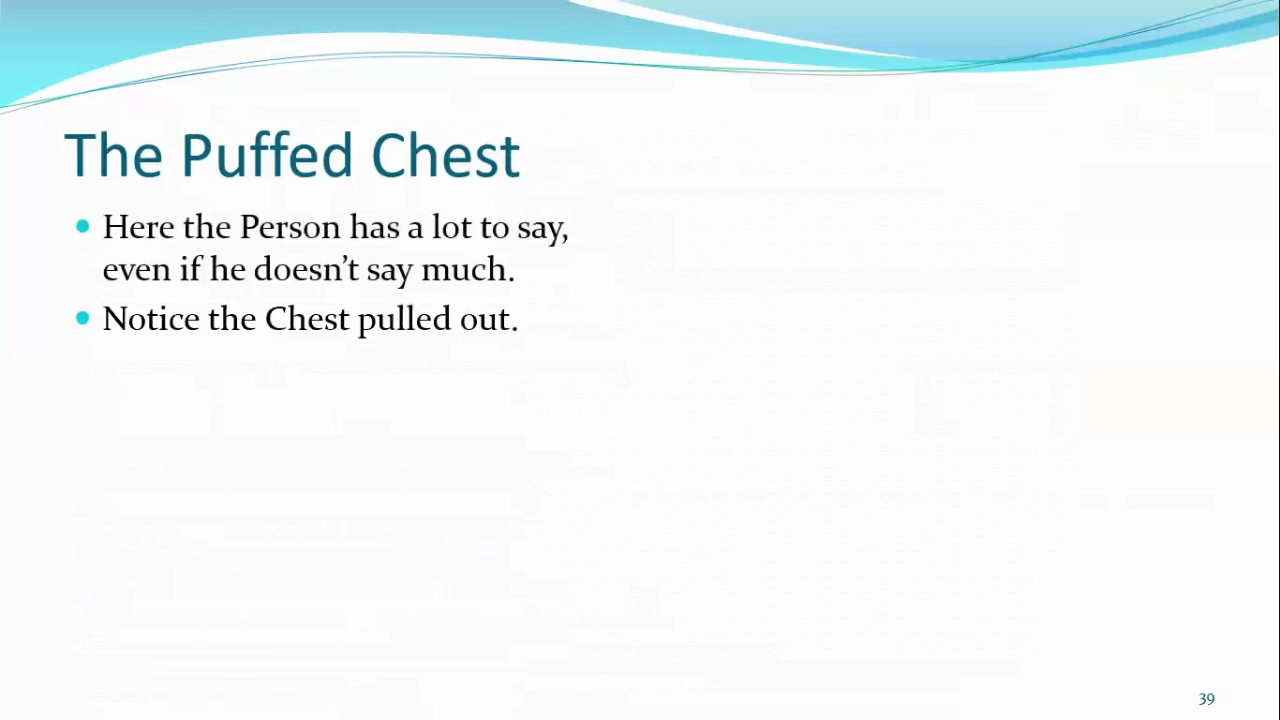 The Puffed Chest
Here the Person has a lot to say,
even if he doesn’t say much.
Notice the Chest pulled out.
39